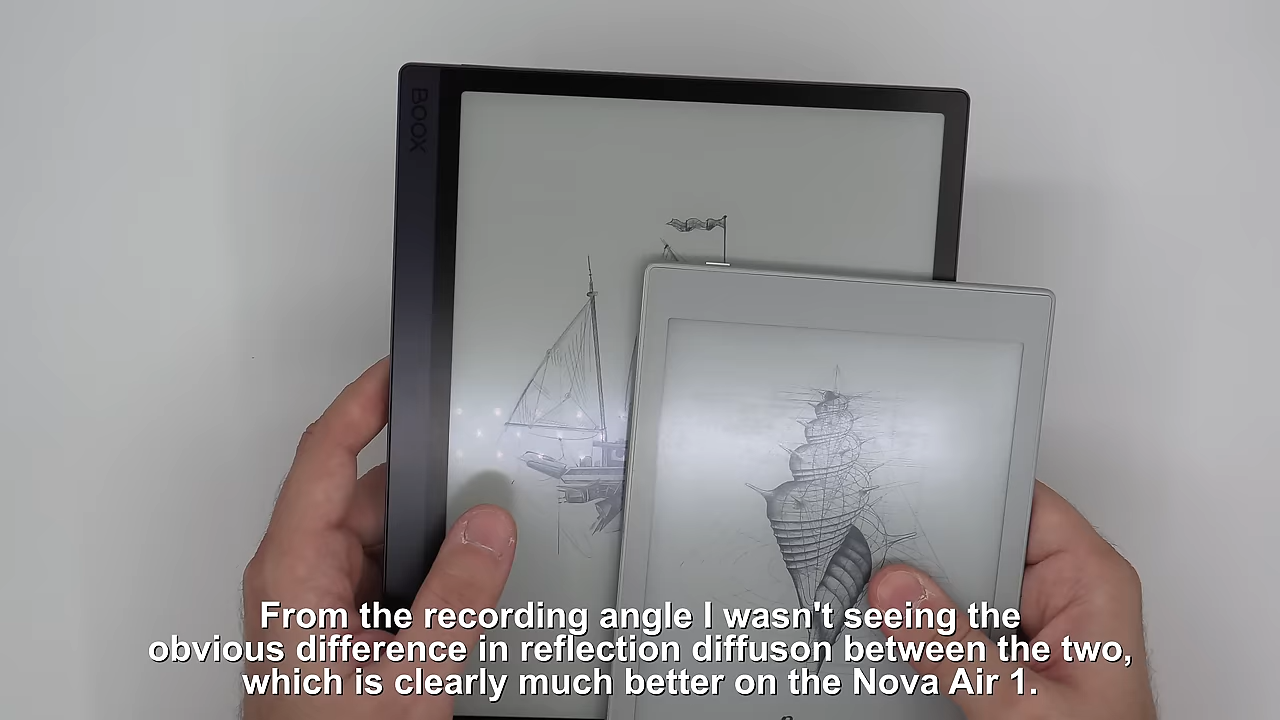 BOOX
From the recording angle I wasn't seeing the
obvious difference in reflection diffuson between the two,
which is clearly much better on the Nova Air 1.